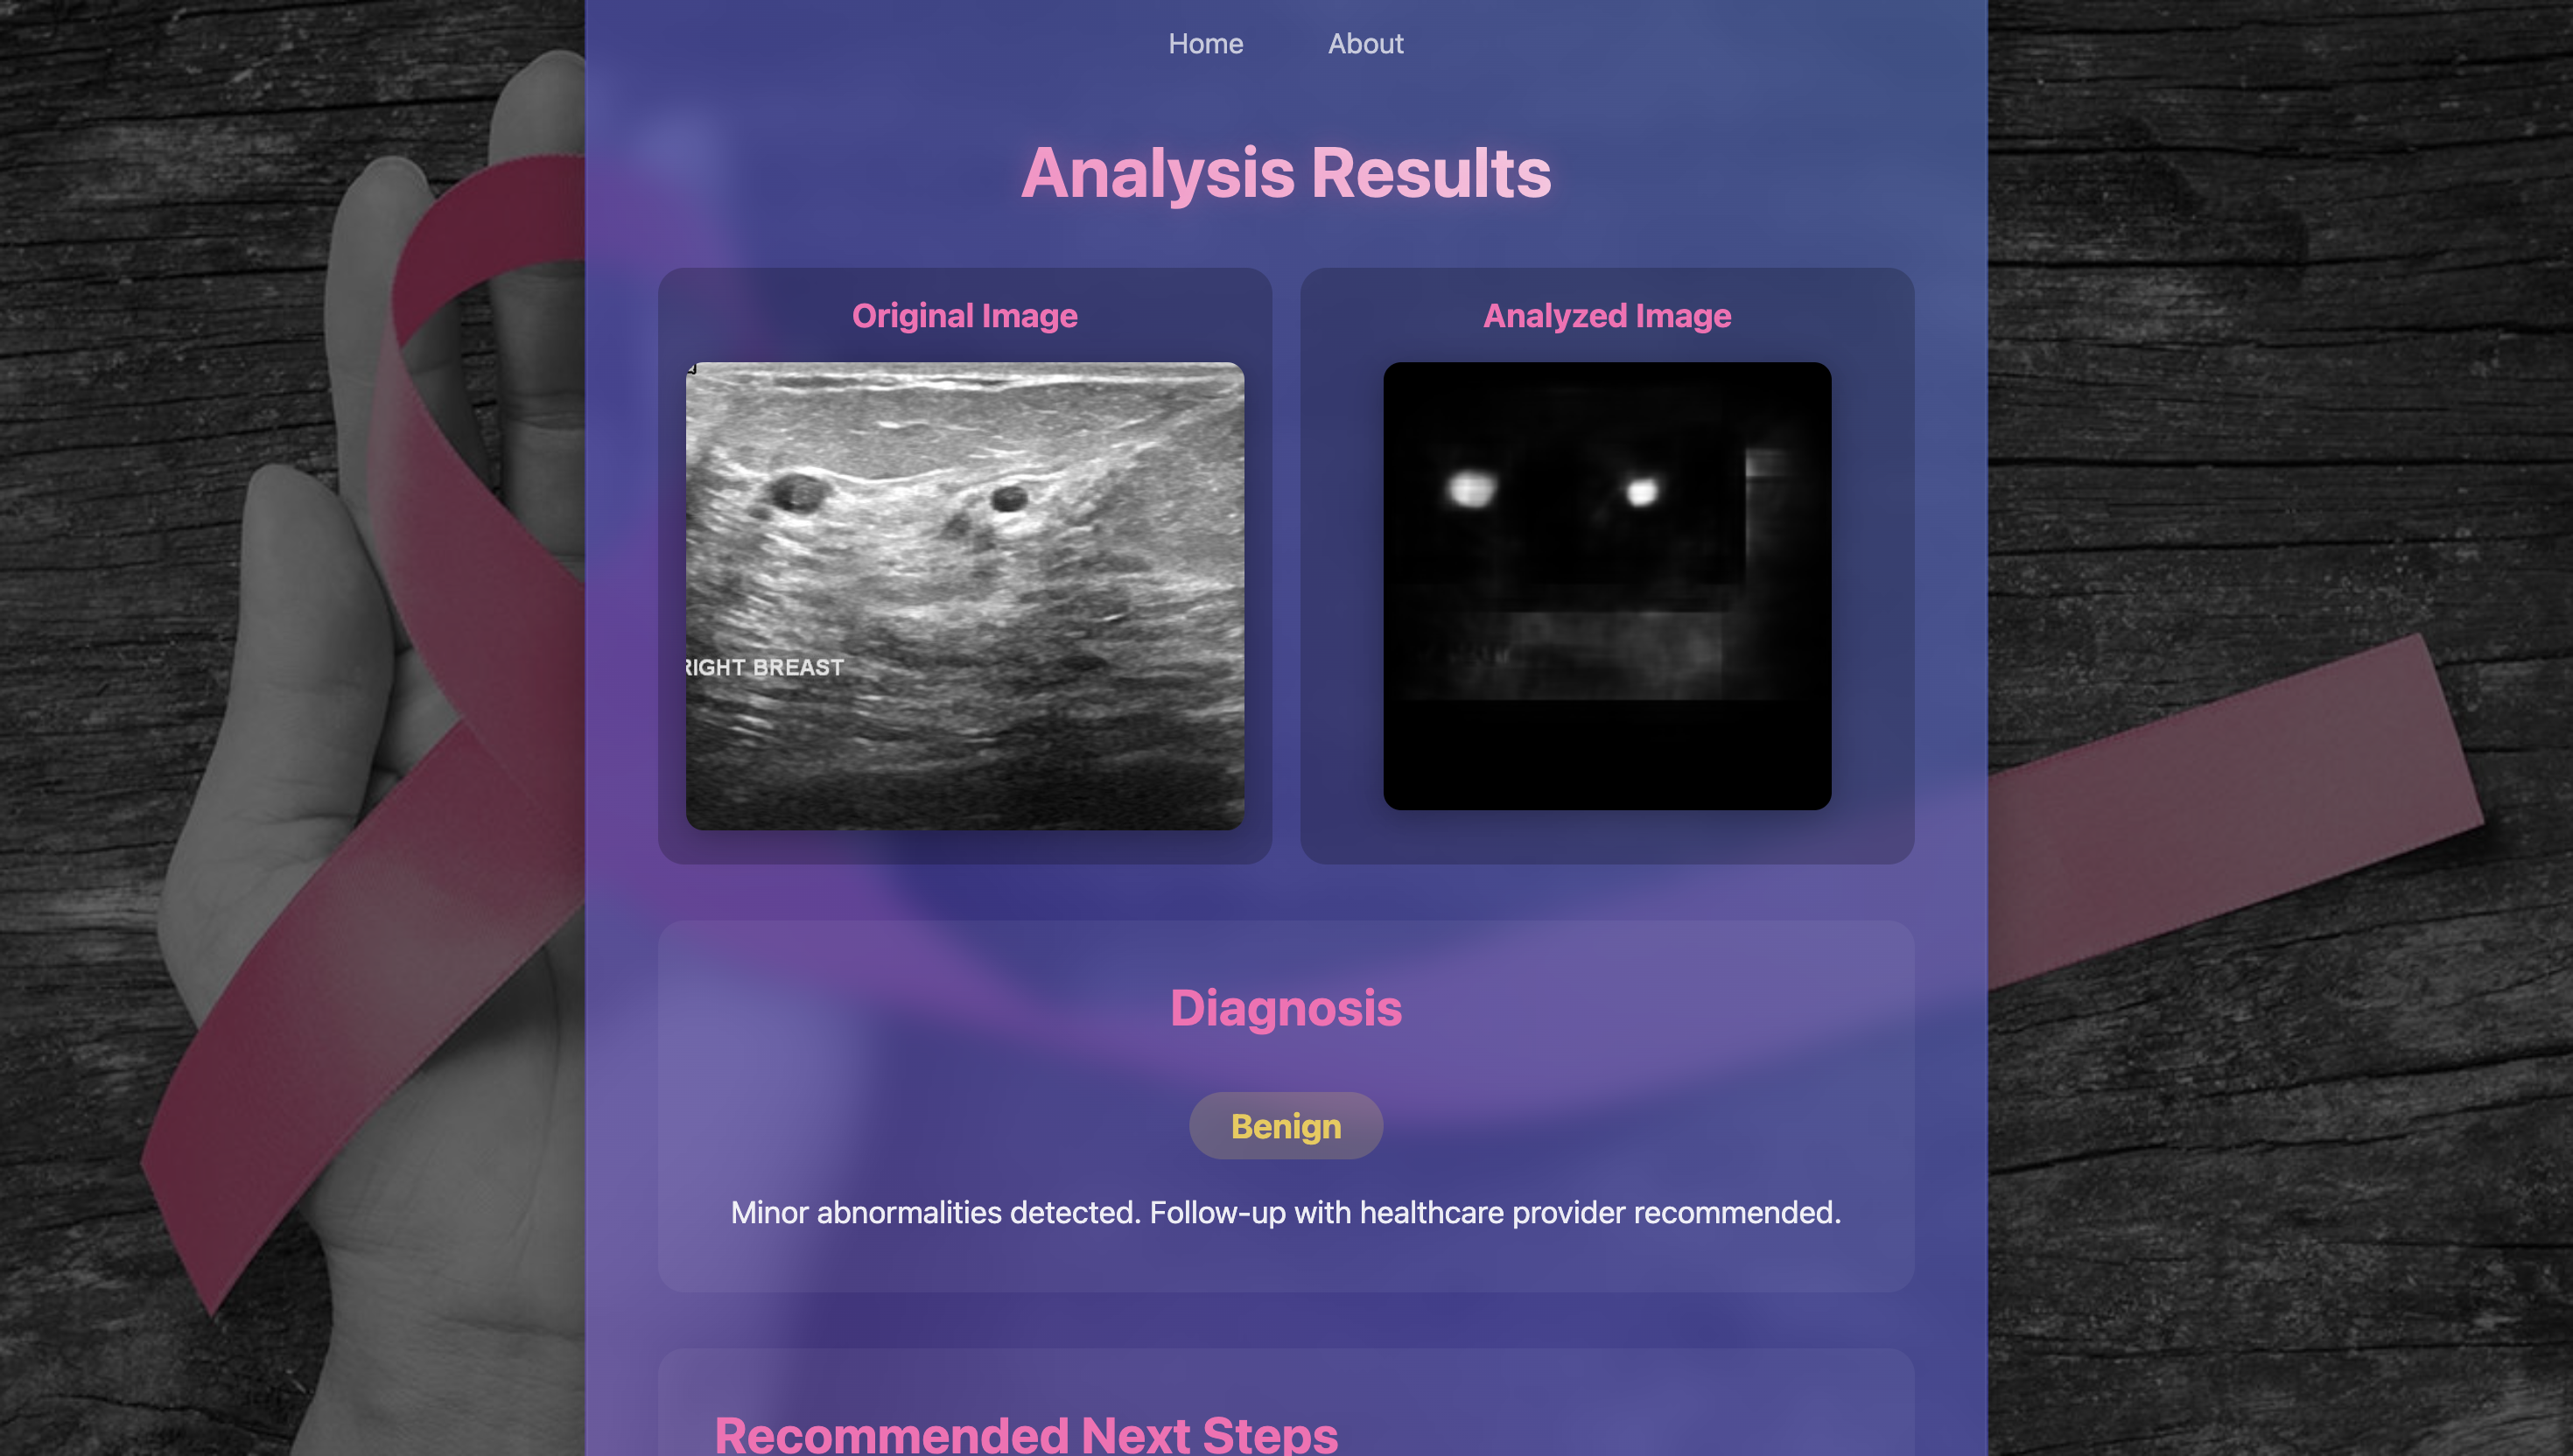 Home About
Analysis Results
Original Image Analyzed Image
RIGHT BREAST
Diagnosis
Benign
Minor abnormalities detected. Follow-up with healthcare provider recommended.
Recommended Next Steps